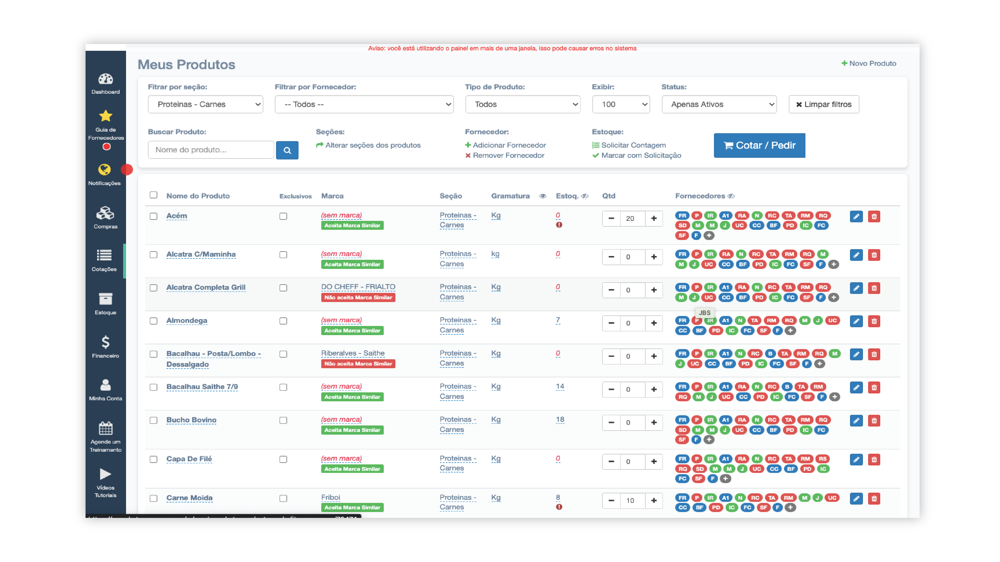 Aviso: você está utilizando o painel em mais de uma janela, isso pode causar erros no sistema
Meus Produtos
Novo Produto
Dashboard
Guia de
Fornecedores
Notificações
Compras
Cotações
Estoque
Financeiro
Minha Conta
Agende um
Treinamento
Vídeos
Tutoriais
Fitrar por seção: Filtrar por Fornecedor: Tipo de Produto: Exibir: Status:
Proteinas - Carnes -- Todos -- Todos 100 Apenas Ativos Limpar filtros
Buscar Produto: Seções: Fornecedor: Estoque:
Nome do produto... Alterar seções dos produtos Adicionar Fornecedor Solicitar Contagem Cotar / Pedir
Remover Fornecedor Marcar com Solicitação
Nome do Produto Exclusivos Marca Seção Gramatura Estoq. Qtd Fornecedores
Acém (sem marca) Proteinas - Kg 0 20 FR P IR A1 RA N RC TA RM RQ
Aceita Marca Similar Carnes SD M M J UC CC BF PD IC FC
SF F
Alcatra C/Maminha (sem marca) Proteinas - kg 0 0 FR P IR RA N RC TA RM RQ M
Aceita Marca Similar Carnes M J UC CC BF PD IC FC SF F
Alcatra Completa Grill DO CHEFF - FRIALTO Proteinas - Kg 0 0 FR P IR A1 RA N RC TA RM RQ
Não aceita Marca Similar Carnes M J UC CC BF PD IC FC SF F
JBS
Almondega (sem marca) Proteinas - Kg 7 0 FR P IR A1 N TA RM RQ M J UC
Aceita Marca Similar Carnes CC BF PD IC FC SF F
Bacalhau - Posta/Lombo - Riberalves - Saithe Proteinas - Kg 0 0 FR P IR A1 N RC B TA RM RQ M
Dessalgado Não aceita Marca Similar Carnes J UC CC BF PD IC FC SF F
Bacalhau Saithe 7/9 (sem marca) Proteinas - Kg 14 0 FR P IR A1 RA N RC B TA RM
Aceita Marca Similar Carnes RQ M J UC CC PD IC FC SF F
Bucho Bovino (sem marca) Proteinas - Kg 18 0 FR P IR A1 RA N RC TA RM RQ
Aceita Marca Similar Carnes SD M M J UC CC BF PD IC FC
SF F
Capa De Filé (sem marca) Proteinas - Kg 0 0 FR P IR A1 RA N RC TA RM RS
Aceita Marca Similar Carnes RQ SD M M J UC CC BF PD IC
FC SF F
Carne Moida Friboi Proteinas - Kg 8 10 FR P IR A1 N RC TA RM M J UC
Aceita Marca Similar Carnes CC BF PD IC FC SF F